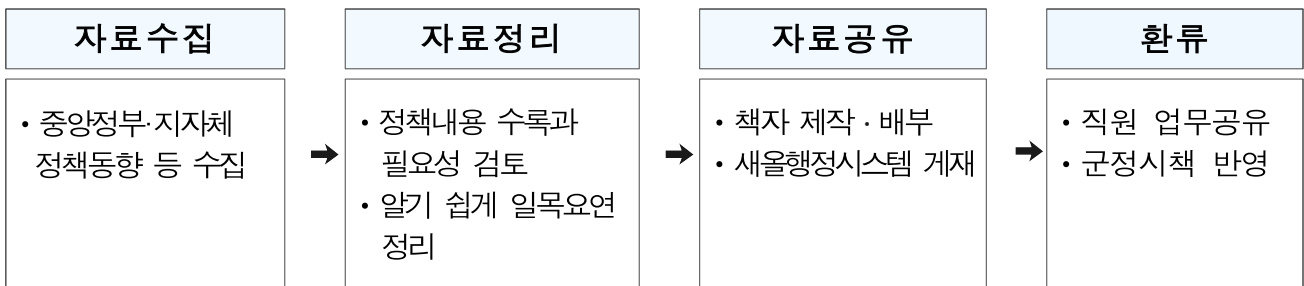 자료수집
• 중앙정부·지자체
정책동향 등 수집
자료정리
• 정책내용 수록과
필요성 검토
• 알기 쉽게 일목요연
정리
자료공유
• 책자 제작 · 배부
• 새올행정시스템 게재
환류
• 직원 업무공유
• 군정시책 반영